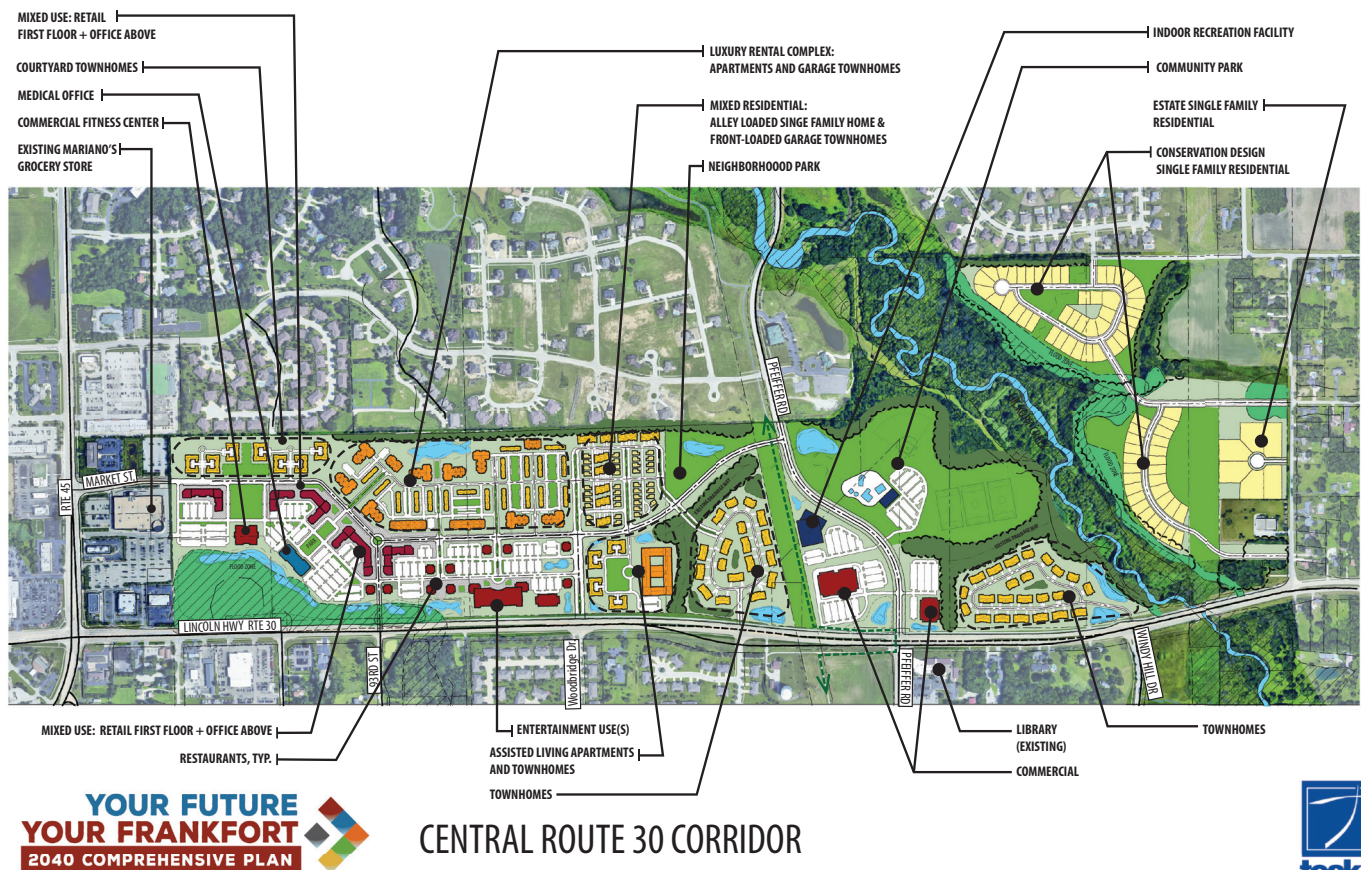 MIXED USE: RETAIL
FIRST FLOOR + OFFICE ABOVE
COURTYARD TOWNHOMES
MEDICAL OFFICE
COMMERCIAL FITNESS CENTER
EXISTING MARIANO'S
GROCERY STORE
LUXURY RENTAL COMPLEX:
APARTMENTS AND GARAGE TOWNHOMES
MIXED RESIDENTIAL:
ALLEY LOADED SINGE FAMILY HOME &
FRONT-LOADED GARAGE TOWNHOMES
NEIGHBORHOOOD PARK
INDOOR RECREATION FACILITY
COMMUNITY PARK
ESTATE SINGLE FAMILY
RESIDENTIAL
CONSERVATION DESIGN
SINGLE FAMILY RESIDENTIAL
PFEIFFER RD
MARKET ST.
RTE 45
FLOOD ZONE
LINCOLN HWY RTE 30
93RD ST
Woodbridge Dr
PFEIFFER RD
WINDY HILL DR
MIXED USE: RETAIL FIRST FLOOR + OFFICE ABOVE
RESTAURANTS, TYP.
ENTERTAINMENT USE(S)
ASSISTED LIVING APARTMENTS
AND TOWNHOMES
TOWNHOMES
LIBRARY
(EXISTING)
COMMERCIAL
TOWNHOMES
YOUR FUTURE
YOUR FRANKFORT
2040 COMPREHENSIVE PLAN
CENTRAL ROUTE 30 CORRIDOR